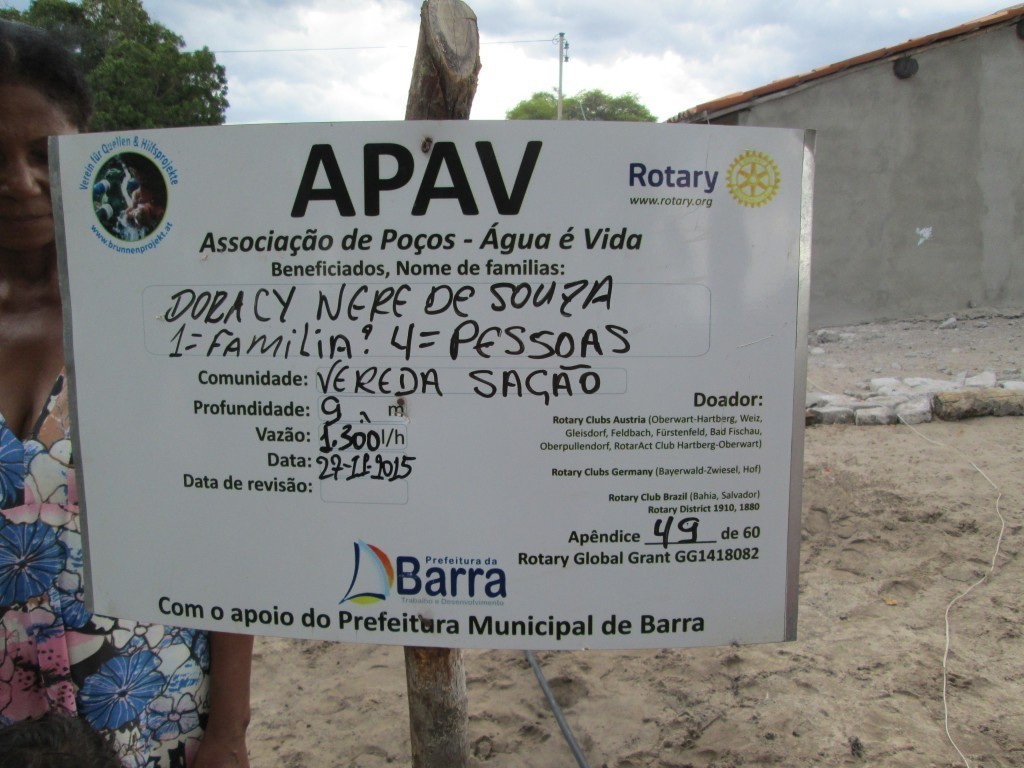 Verein für Quellen & Hilfsprojekte
www.brunnenprojekt.at
APAV
Rotary
www.rotary.org
Associação de Poços - Água é Vida
Beneficiados, Nome de familias:
DORACY NERE DE SOUZA
1=FAMILIA? 4=PESSOAS
Comunidade: VEREDA SAÇÃO
Profundidade: 9 m
Vazão: 1.300 l/h
Data: 27-11-2015
Data de revisão:
Doador:
Rotary Clubs Austria (Oberwart-Hartberg, Weiz,
Gleisdorf, Feldbach, Fürstenfeld, Bad Fischau,
Oberpullendorf, RotarAct Club Hartberg-Oberwart)
Rotary Clubs Germany (Bayerwald-Zwiesel, Hof)
Rotary Club Brazil (Bahia, Salvador)
Rotary District 1910, 1880
Apêndice 49 de 60
Rotary Global Grant GG1418082
Prefeitura da
Barra
Trabalho e Desenvolvimento
Com o apoio do Prefeitura Municipal de Barra